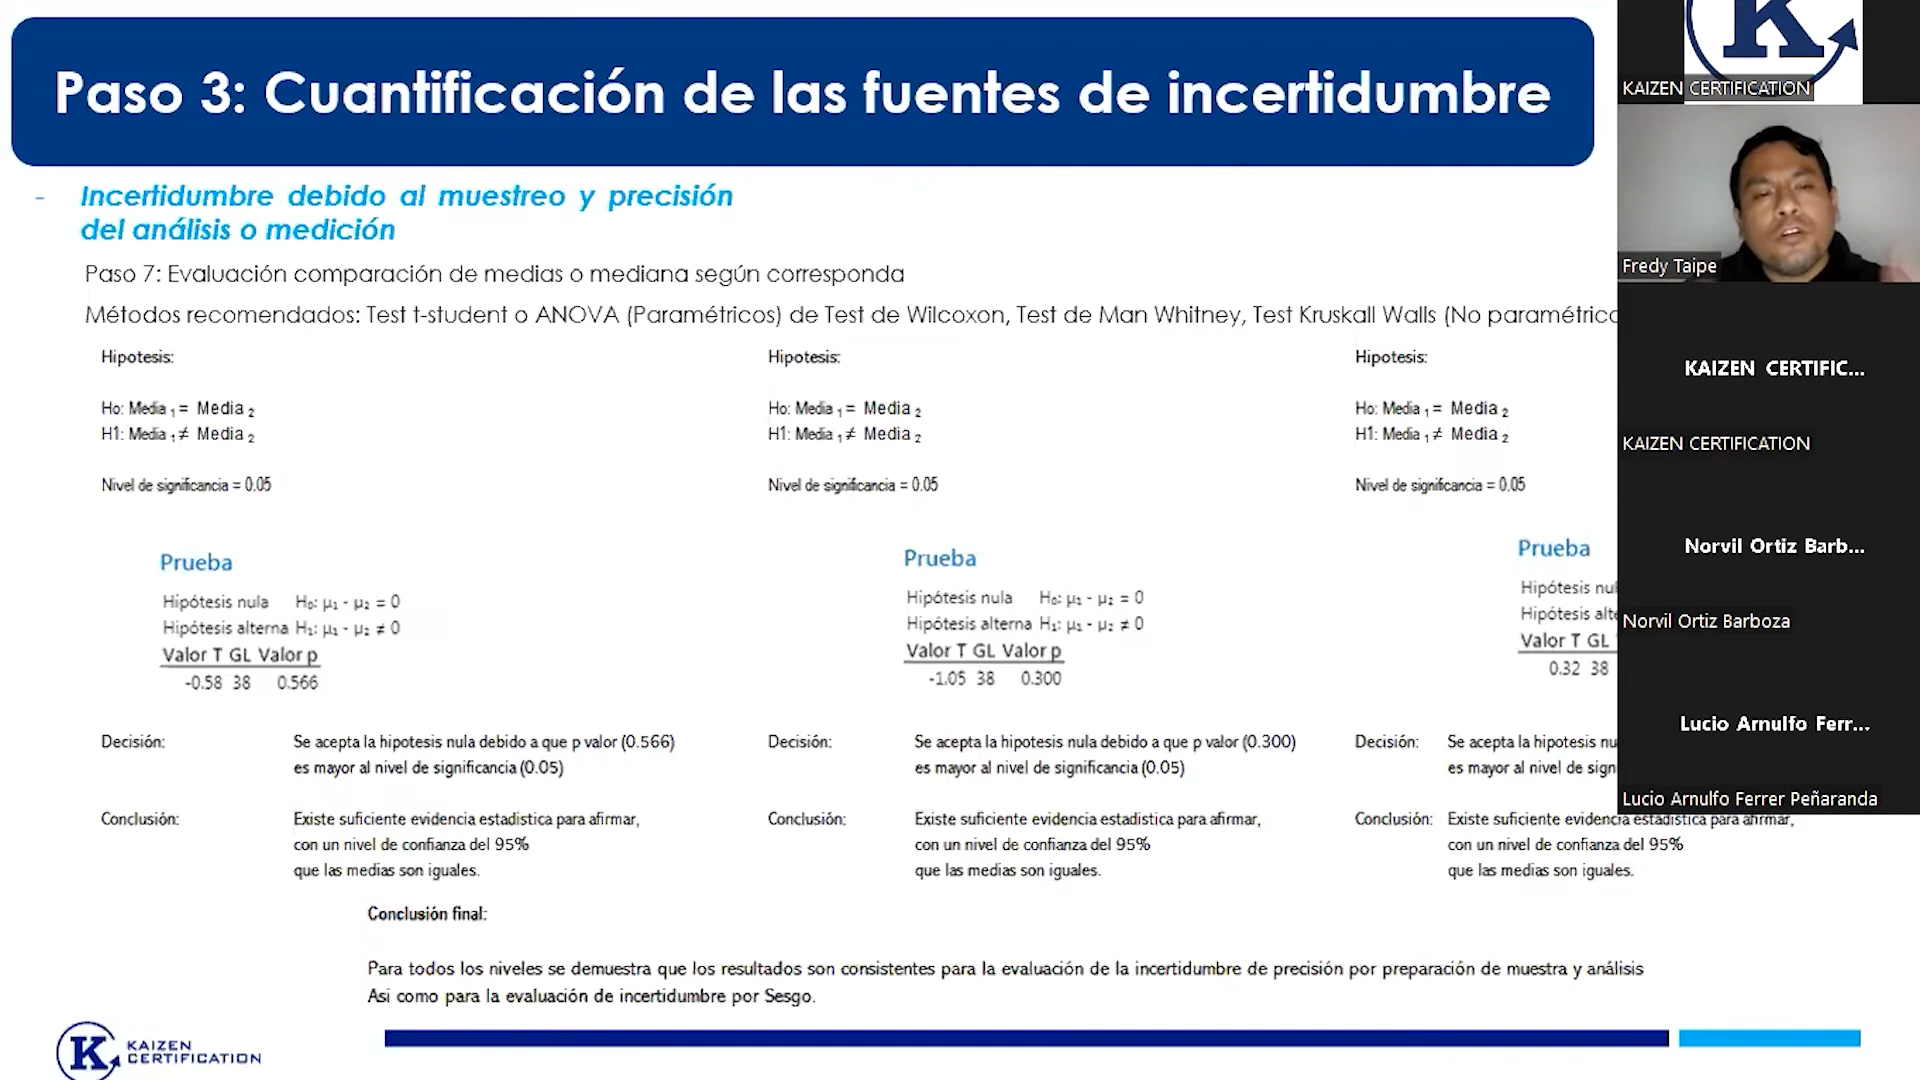 Paso 3: Cuantificación de las fuentes de incertidumbre
- Incertidumbre debido al muestreo y precisión
del análisis o medición
Paso 7: Evaluación comparación de medias o mediana según corresponda
Métodos recomendados: Test t-student o ANOVA (Paramétricos) de Test de Wilcoxon, Test de Man Whitney, Test Kruskall Walls (No
Hipotesis:
Ho: Media 1 = Media 2
H1: Media 1 ≠ Media 2
Nivel de significancia = 0.05
Prueba
Hipótesis nula H₀: μ₁ - μ₂ = 0
Hipótesis alterna H₁: μ₁ - μ₂ ≠ 0
Valor T GL Valor p
-0.58 38 0.566
Decisión: Se acepta la hipotesis nula debido a que p valor (0.566)
es mayor al nivel de significancia (0.05)
Conclusión: Existe suficiente evidencia estadistica para afirmar,
con un nivel de confianza del 95%
que las medias son iguales.
Hipotesis:
Ho: Media 1 = Media 2
H1: Media 1 ≠ Media 2
Nivel de significancia = 0.05
Prueba
Hipótesis nula H₀: μ₁ - μ₂ = 0
Hipótesis alterna H₁: μ₁ - μ₂ ≠ 0
Valor T GL Valor p
-1.05 38 0.300
Decisión: Se acepta la hipotesis nula debido a que p valor (0.300)
es mayor al nivel de significancia (0.05)
Conclusión: Existe suficiente evidencia estadistica para afirmar,
con un nivel de confianza del 95%
que las medias son iguales.
Hipotesis:
Ho: Media 1 = Media 2
H1: Media 1 ≠ Media 2
Nivel de significancia = 0.05
Prueba
Hipótesis
Hipótesis
Valor T GL
0.32 38
Decisión: Se acepta la hipotesis
es mayor al nivel de
Conclusión: Existe suficiente evidencia estadistica para afirmar,
con un nivel de confianza del 95%
que las medias son iguales.
Conclusión final:
Para todos los niveles se demuestra que los resultados son consistentes para la evaluación de la incertidumbre de precisión por preparación de muestra y análisis
Asi como para la evaluación de incertidumbre por Sesgo.
K KAIZEN
CERTIFICATION
K
KAIZEN CERTIFICATION
Fredy Taipe
KAIZEN CERTIFIC...
KAIZEN CERTIFICATION
Norvil Ortiz Barb...
Norvil Ortiz Barboza
Lucio Arnulfo Ferr...
Lucio Arnulfo Ferrer Peñaranda